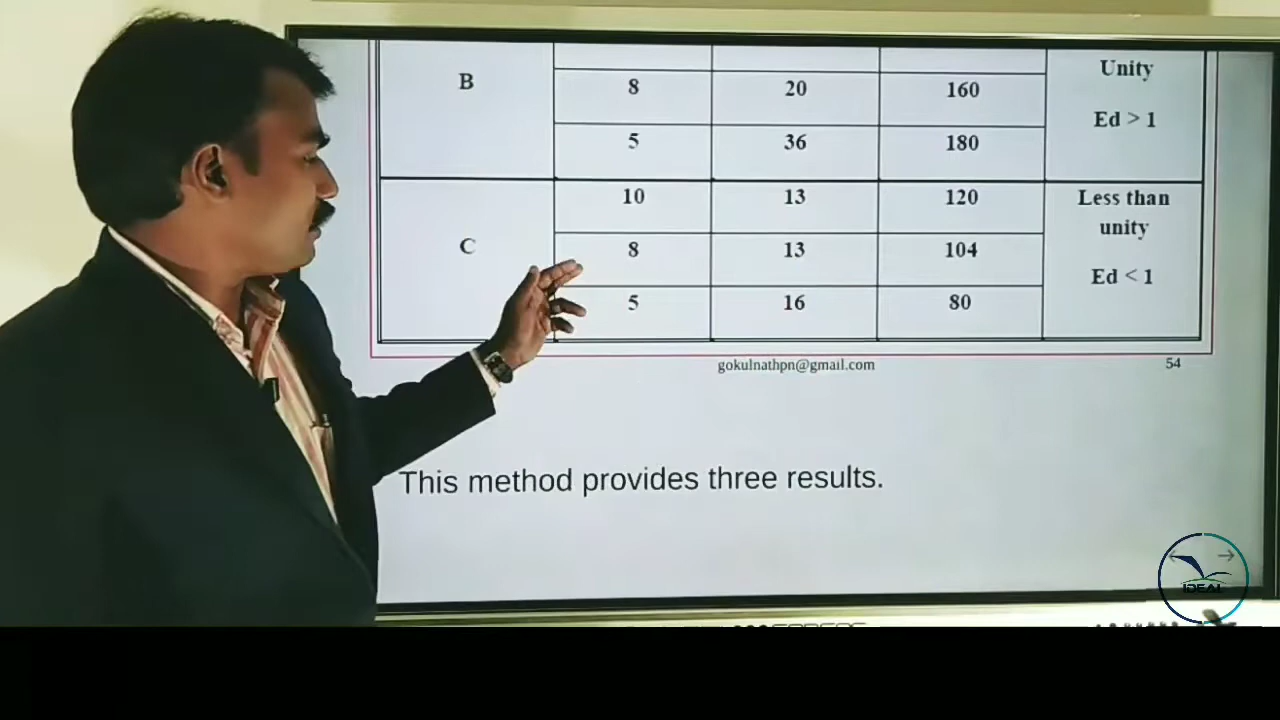 Unity
B 8 20 160
Ed > 1
5 36 180
10 13 120 Less than
unity
C 8 13 104
Ed < 1
5 16 80
gokulnathpn@gmail.com 54
This method provides three results.
IDEAL